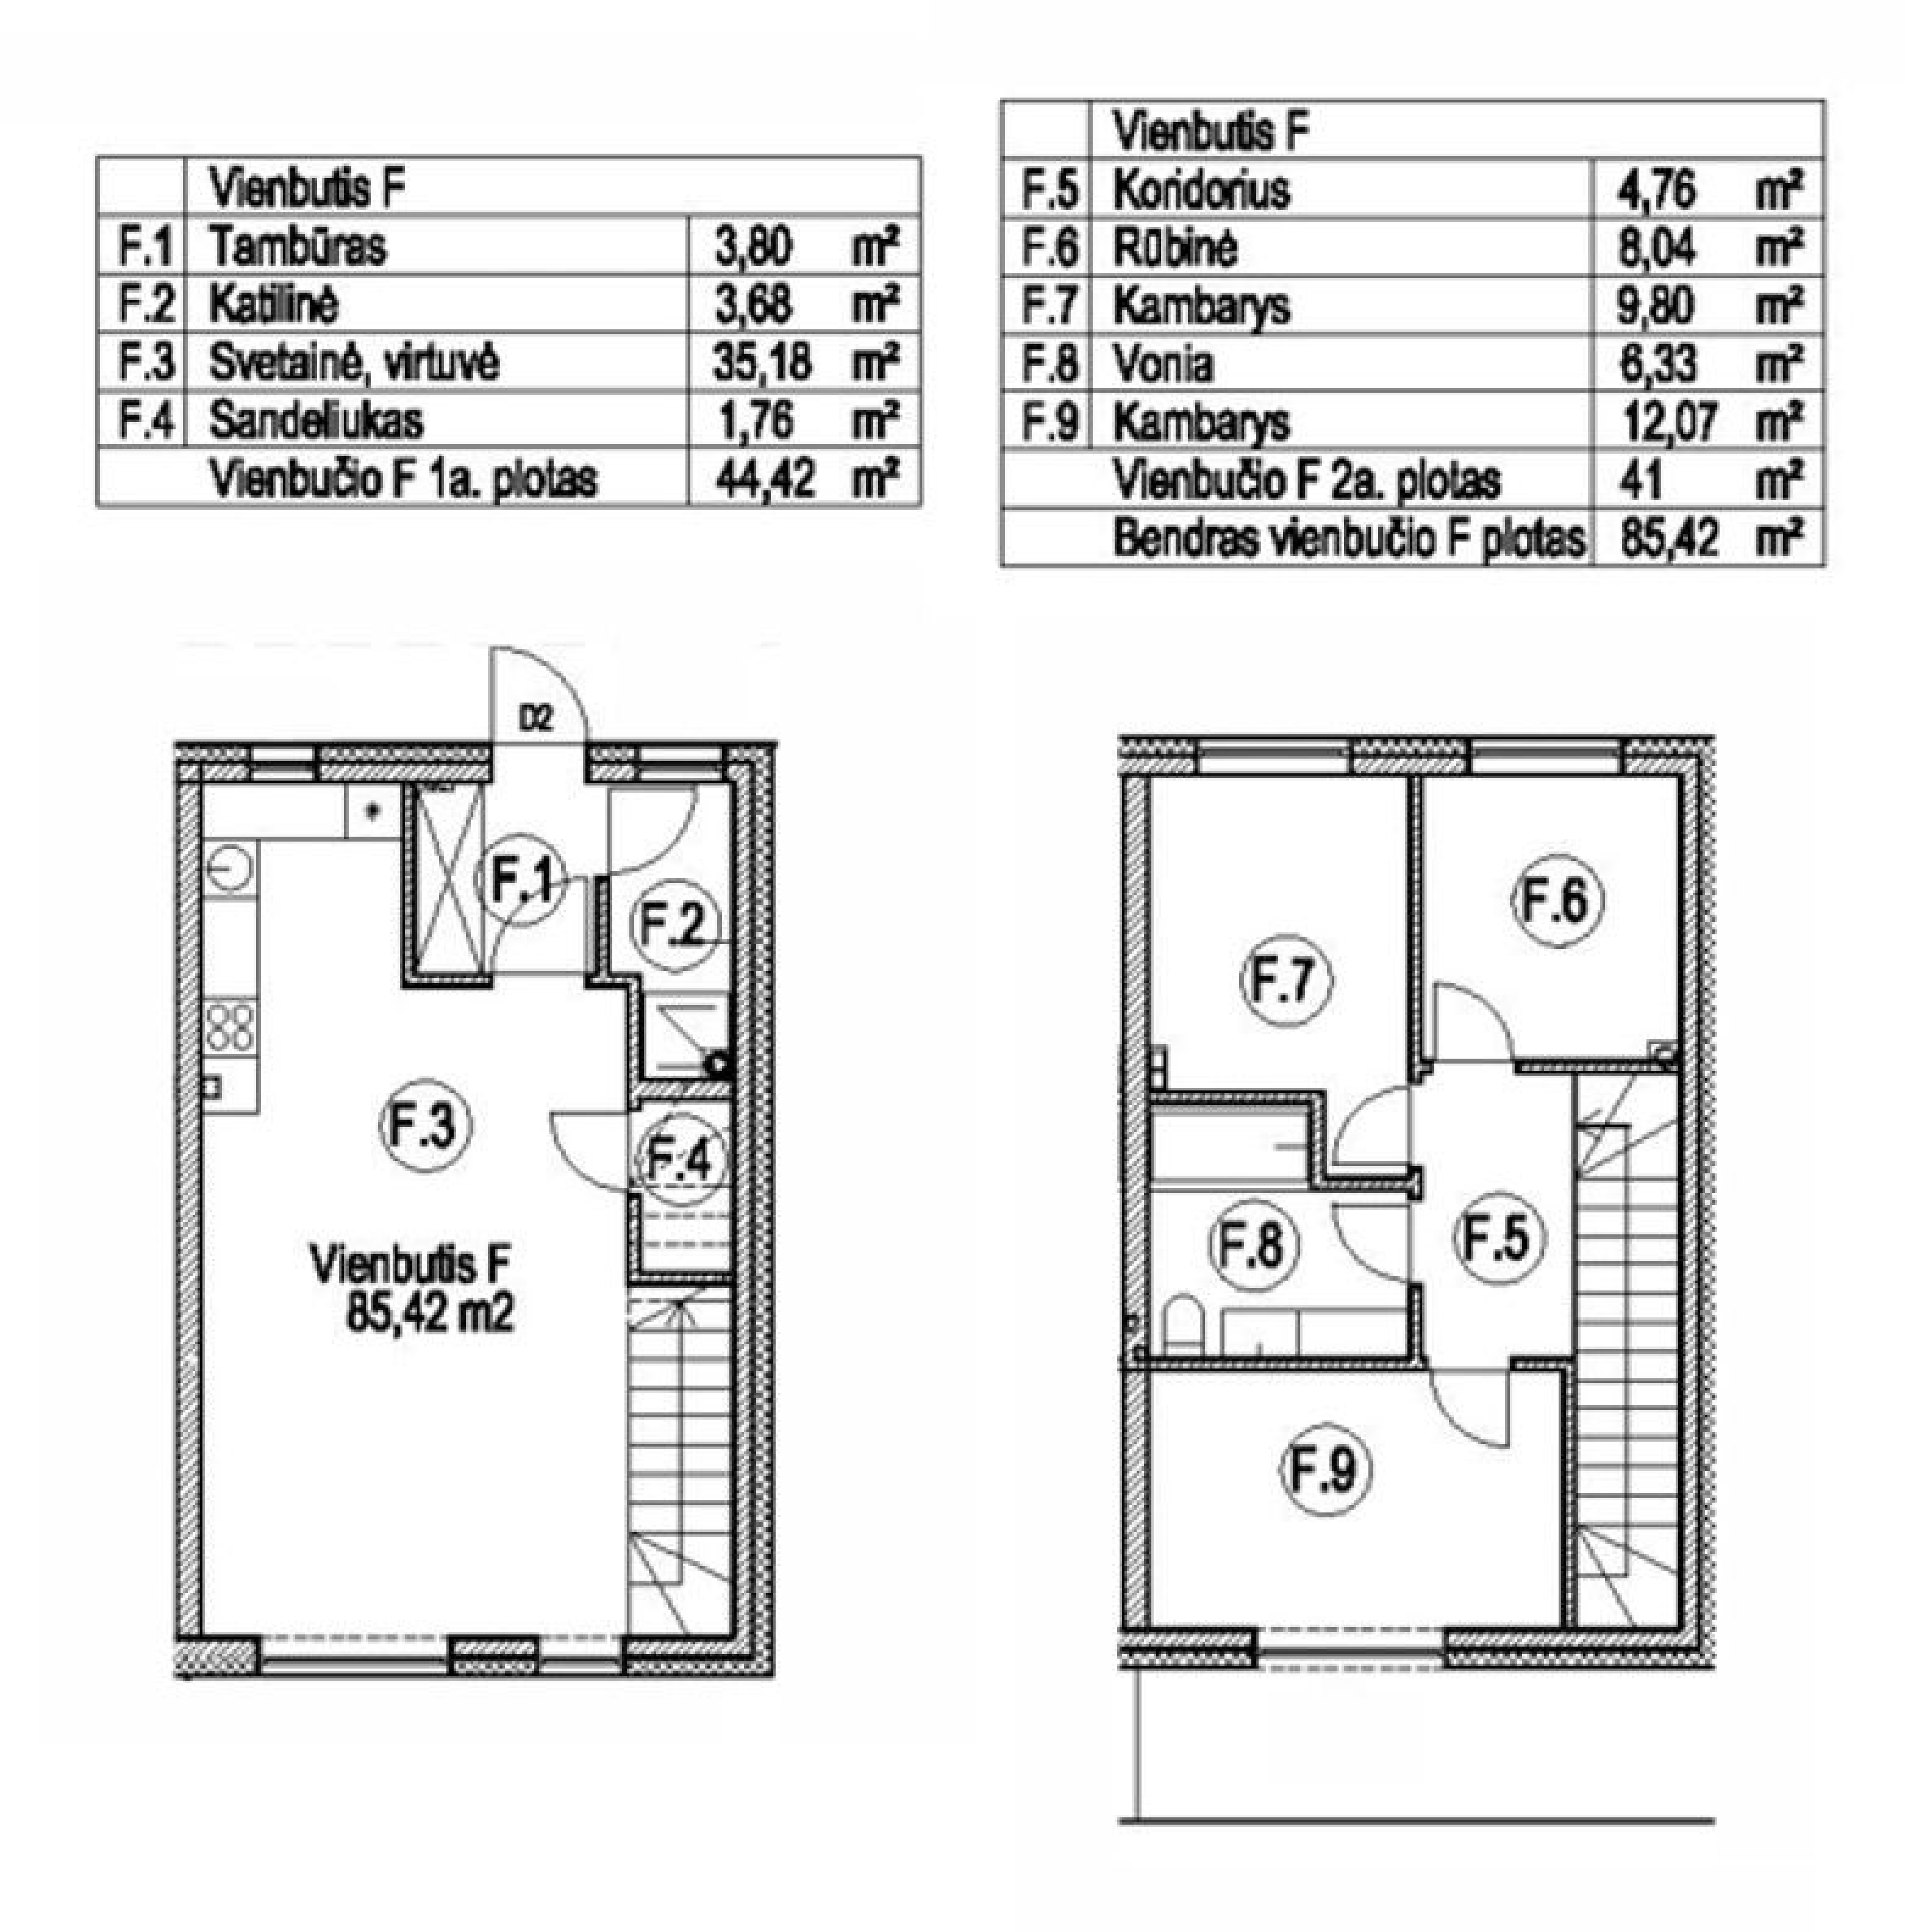 Vienbutis F
F.1 Tambūras 3,80 m²
F.2 Katilinė 3,68 m²
F.3 Svetainė, virtuvė 35,18 m²
F.4 Sandeliukas 1,76 m²
Vienbučio F 1a. plotas 44,42 m²
Vienbutis F
F.5 Koridorius 4,76 m²
F.6 Rūbinė 8,04 m²
F.7 Kambarys 9,80 m²
F.8 Vonia 6,33 m²
F.9 Kambarys 12,07 m²
Vienbučio F 2a. plotas 41 m²
Bendras vienbučio F plotas 85,42 m²
D2
F.1
F.2
F.3
F.4
Vienbutis F
85,42 m2
F.6
F.7
F.5
F.8
F.9